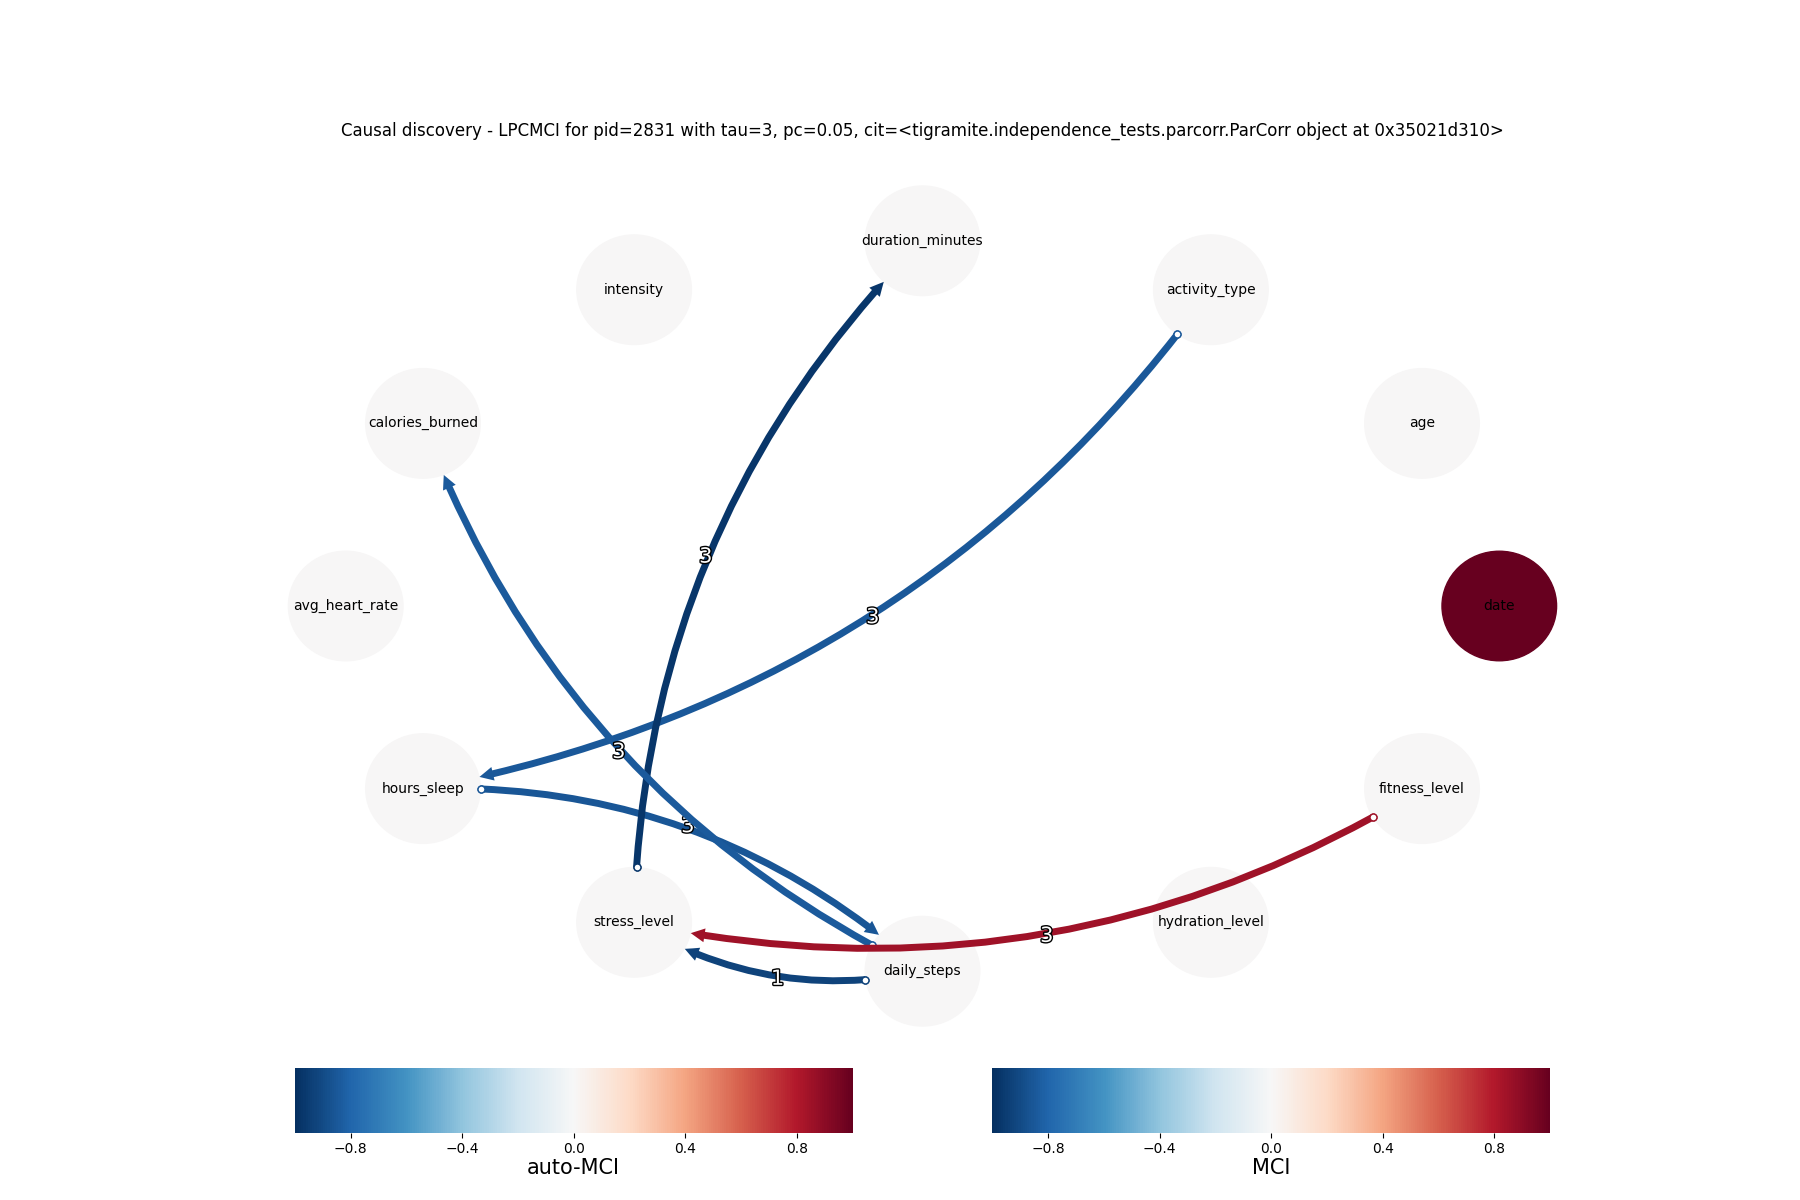 Causal discovery - LPCMCI for pid=2831 with tau=3, pc=0.05, cit=<tigramite.independence_tests.parcorr.ParCorr object at 0x35021d310>
duration_minutes
intensity
activity_type
calories_burned
age
3
avg_heart_rate
date
3
3
hours_sleep
fitness_level
3
stress_level
hydration_level
3
daily_steps
1
−0.8 −0.4 0.0 0.4 0.8
auto-MCI
−0.8 −0.4 0.0 0.4 0.8
MCI